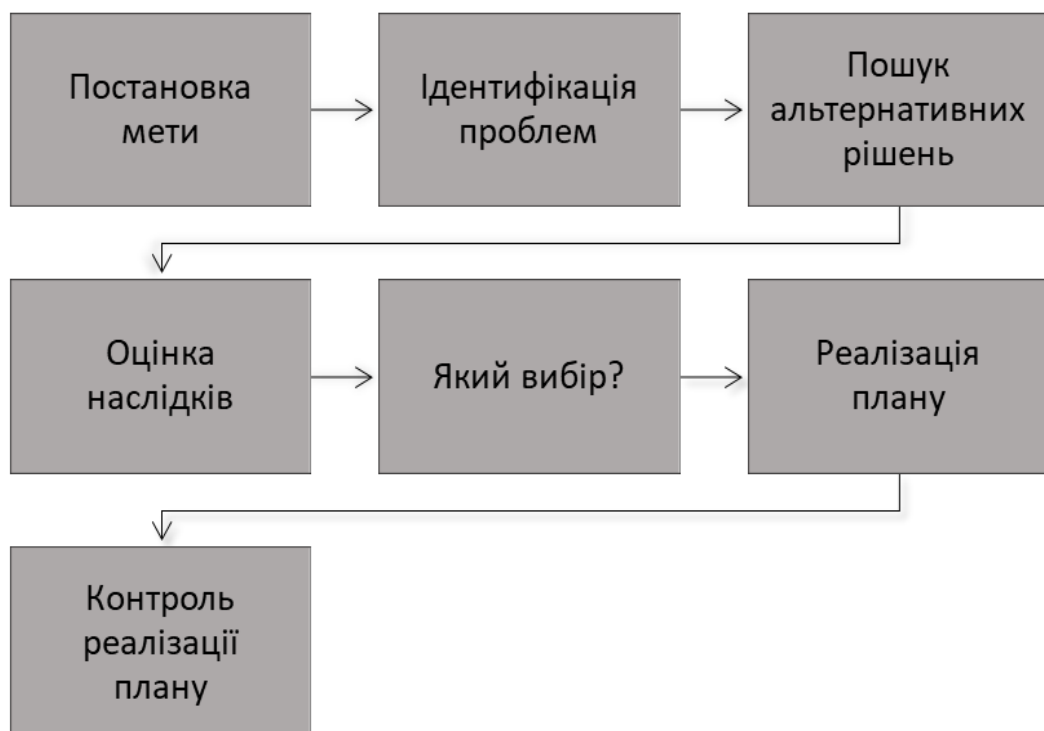 Постановка
мети
Ідентифікація
проблем
Пошук
альтернативних
рішень
Оцінка
наслідків
Який вибір?
Реалізація
плану
Контроль
реалізації
плану